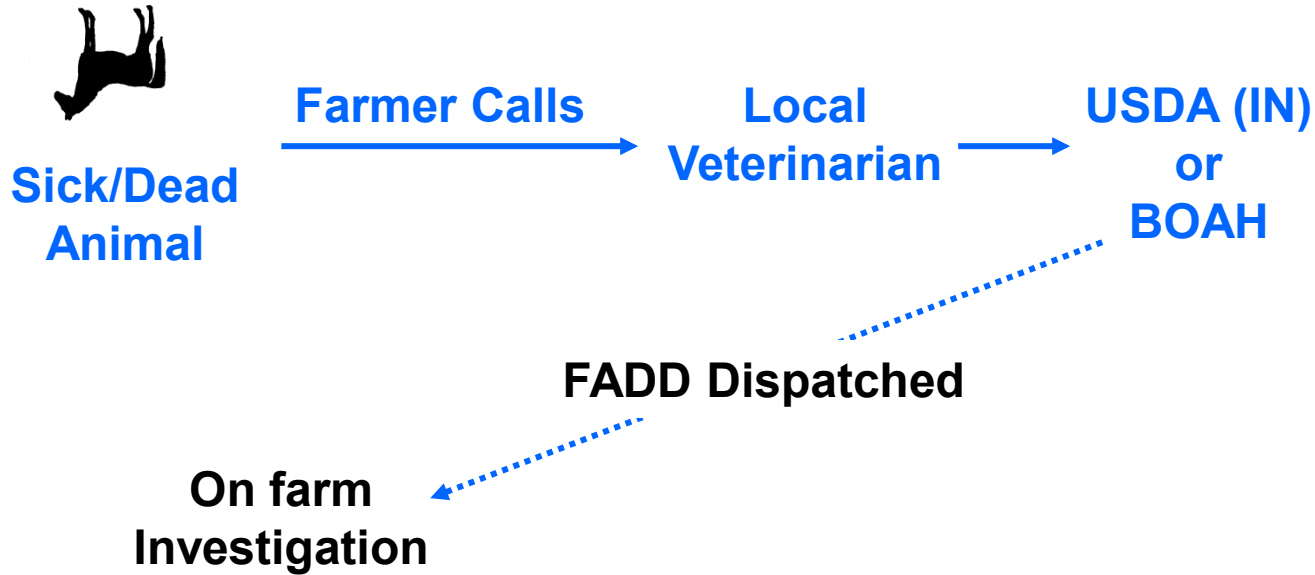 Farmer Calls
Sick/Dead
Animal
Local
Veterinarian
USDA (IN)
or
BOAH
FADD Dispatched
On farm
Investigation